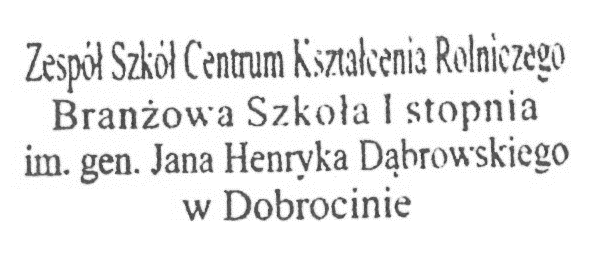 Zespół Szkół Centrum Kształcenia Rolniczego
Branżowa Szkoła I stopnia
im. gen. Jana Henryka Dąbrowskiego
w Dobrocinie